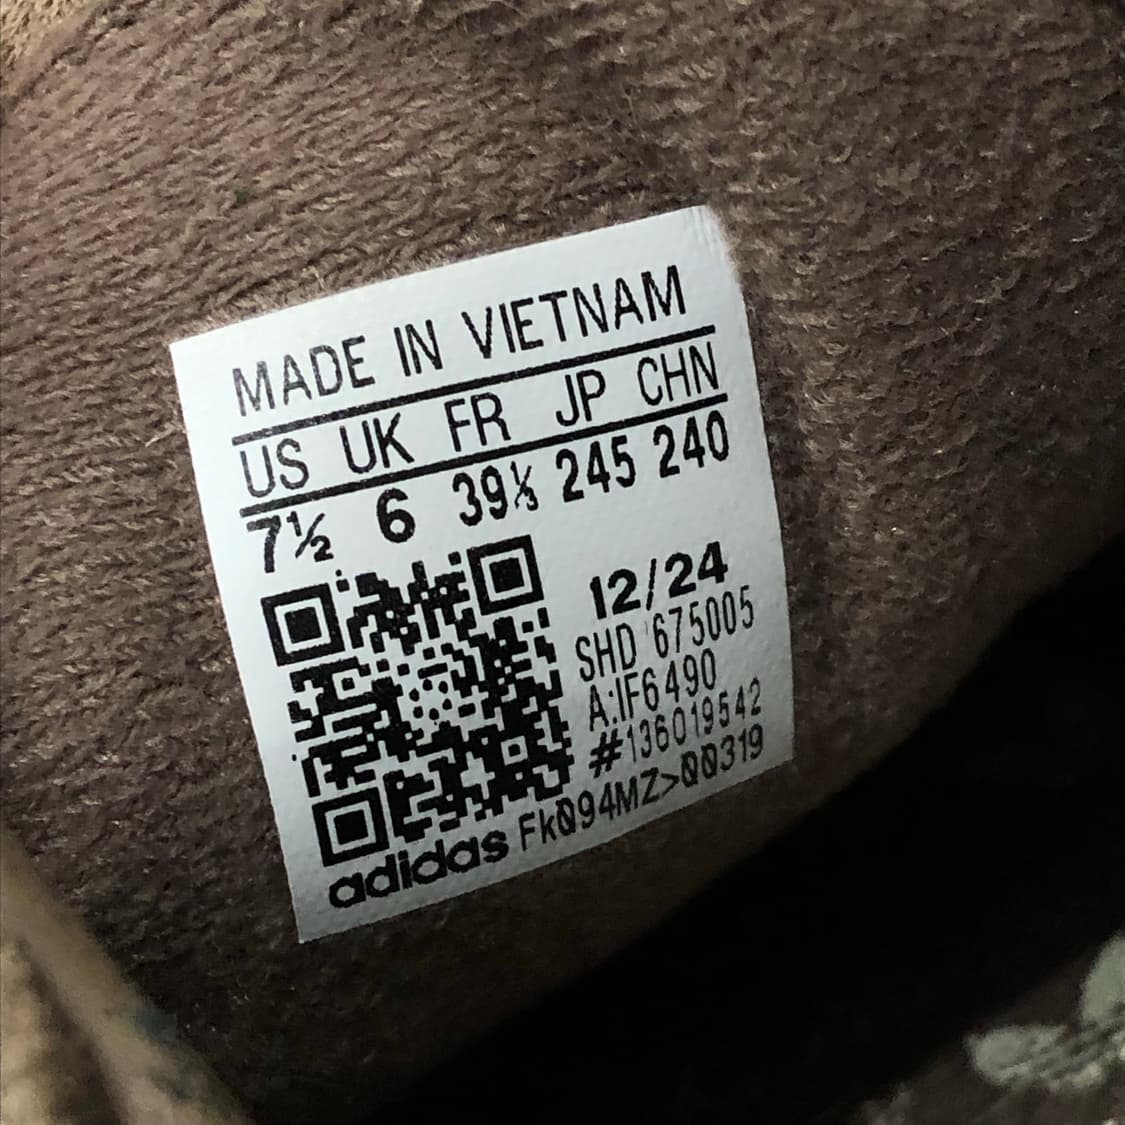 MADE IN VIETNAM
US UK FR JP CHN
7½ 6 39⅓ 245 240
12/24
SHD 675005
A:IF6490
#136019542
adidas Fk094MZ>00319